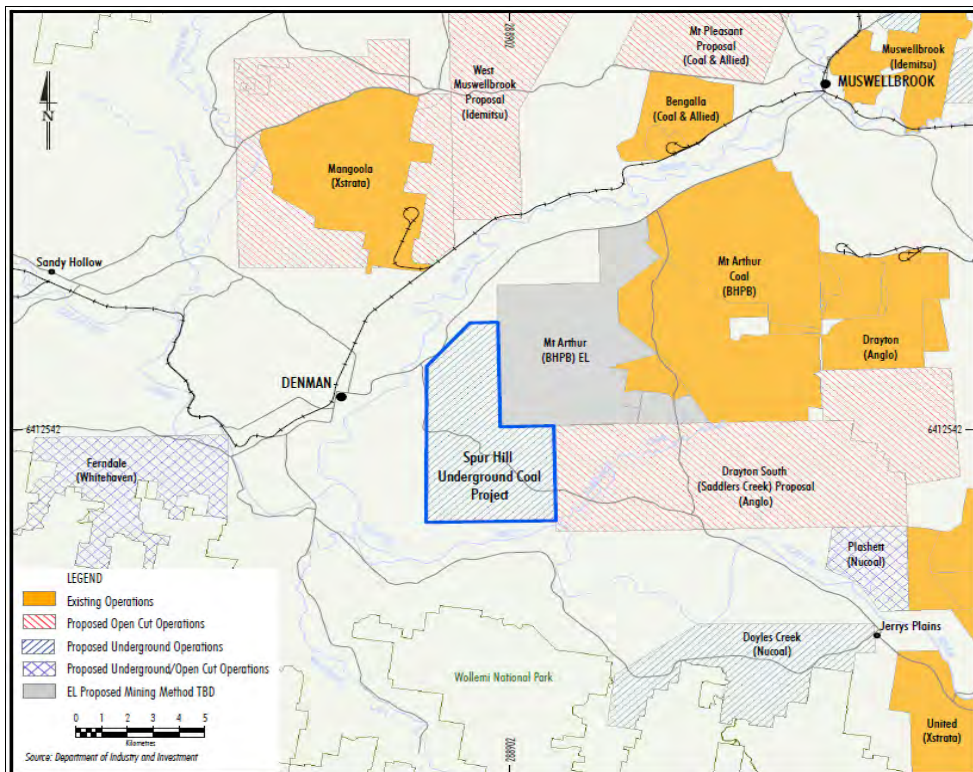 288902
Mt Pleasant
Proposal
(Coal & Allied)
Muswellbrook
(Idemitsu)
MUSWELLBROOK
West
Muswellbrook
Proposal
(Idemitsu)
Bengalla
(Coal & Allied)
N
Mangoola
(Xstrata)
Sandy Hollow
Mt Arthur
Coal
(BHPB)
Mt Arthur
(BHPB) EL
Drayton
(Anglo)
DENMAN
6412542
6412542
Ferndale
(Whitehaven)
Spur Hill
Underground Coal
Project
Drayton South
(Saddlers Creek) Proposal
(Anglo)
Plashett
(Nucoal)
Jerrys Plains
Doyles Creek
(Nucoal)
Wollemi National Park
United
(Xstrata)
288902
LEGEND
Existing Operations
Proposed Open Cut Operations
Proposed Underground Operations
Proposed Underground/Open Cut Operations
EL Proposed Mining Method TBD
0 1 2 3 4 5
Kilometres
Source: Department of Industry and Investment